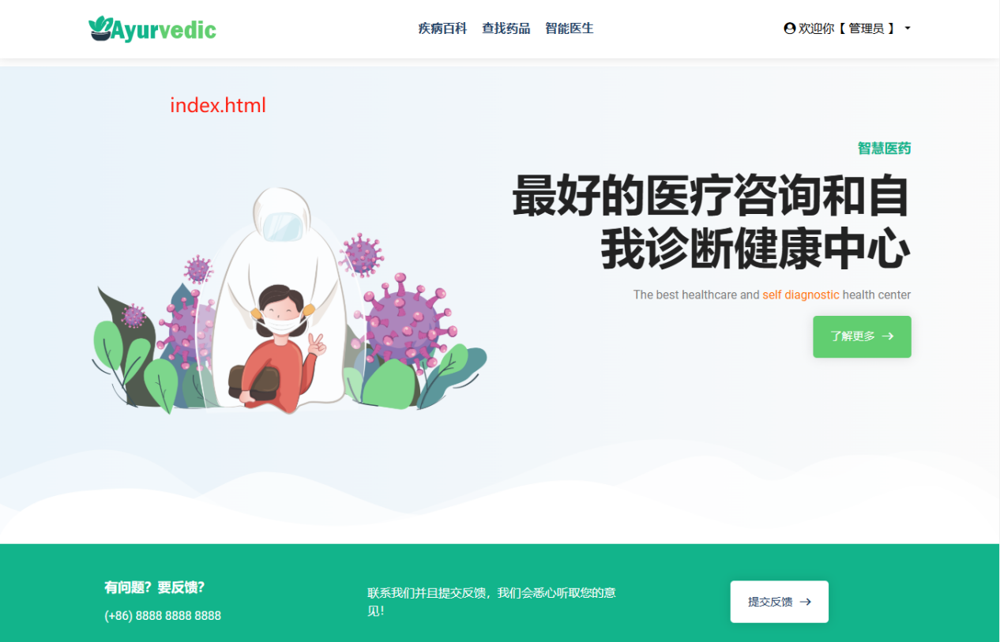 Ayurvedic
疾病百科 查找药品 智能医生
欢迎你【 管理员 】
index.html
智慧医药
最好的医疗咨询和自
我诊断健康中心
The best healthcare and self diagnostic health center
了解更多 →
有问题？要反馈？
(+86) 8888 8888 8888
联系我们并且提交反馈，我们会悉心听取您的意
见！
提交反馈 →